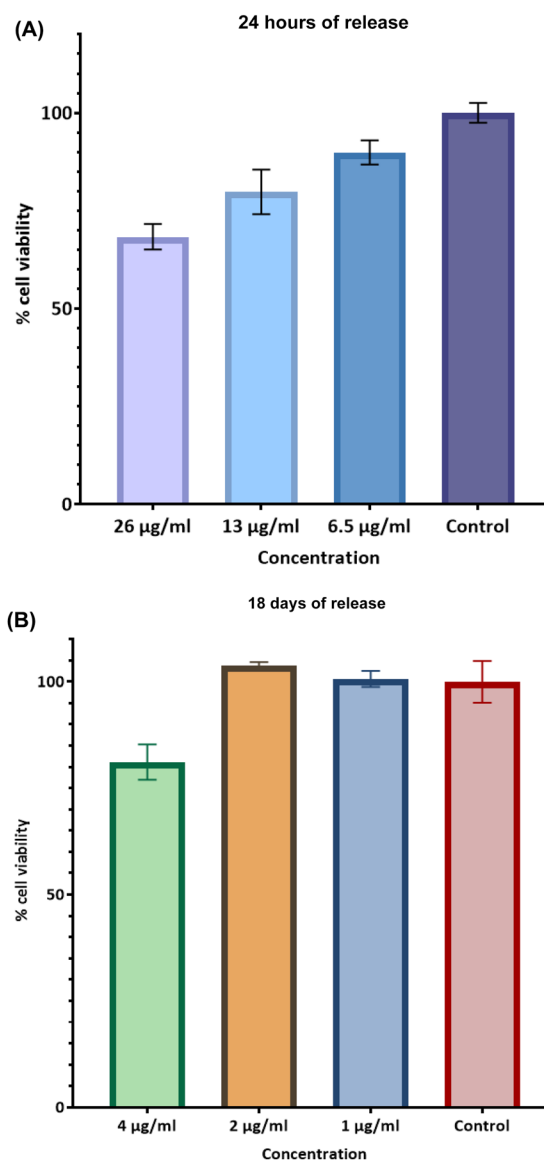 (A)
24 hours of release
% cell viability
100
50
0
26 µg/ml 13 µg/ml 6.5 µg/ml Control
Concentration
18 days of release
(B)
% cell viability
100
50
0
4 µg/ml 2 µg/ml 1 µg/ml Control
Concentration